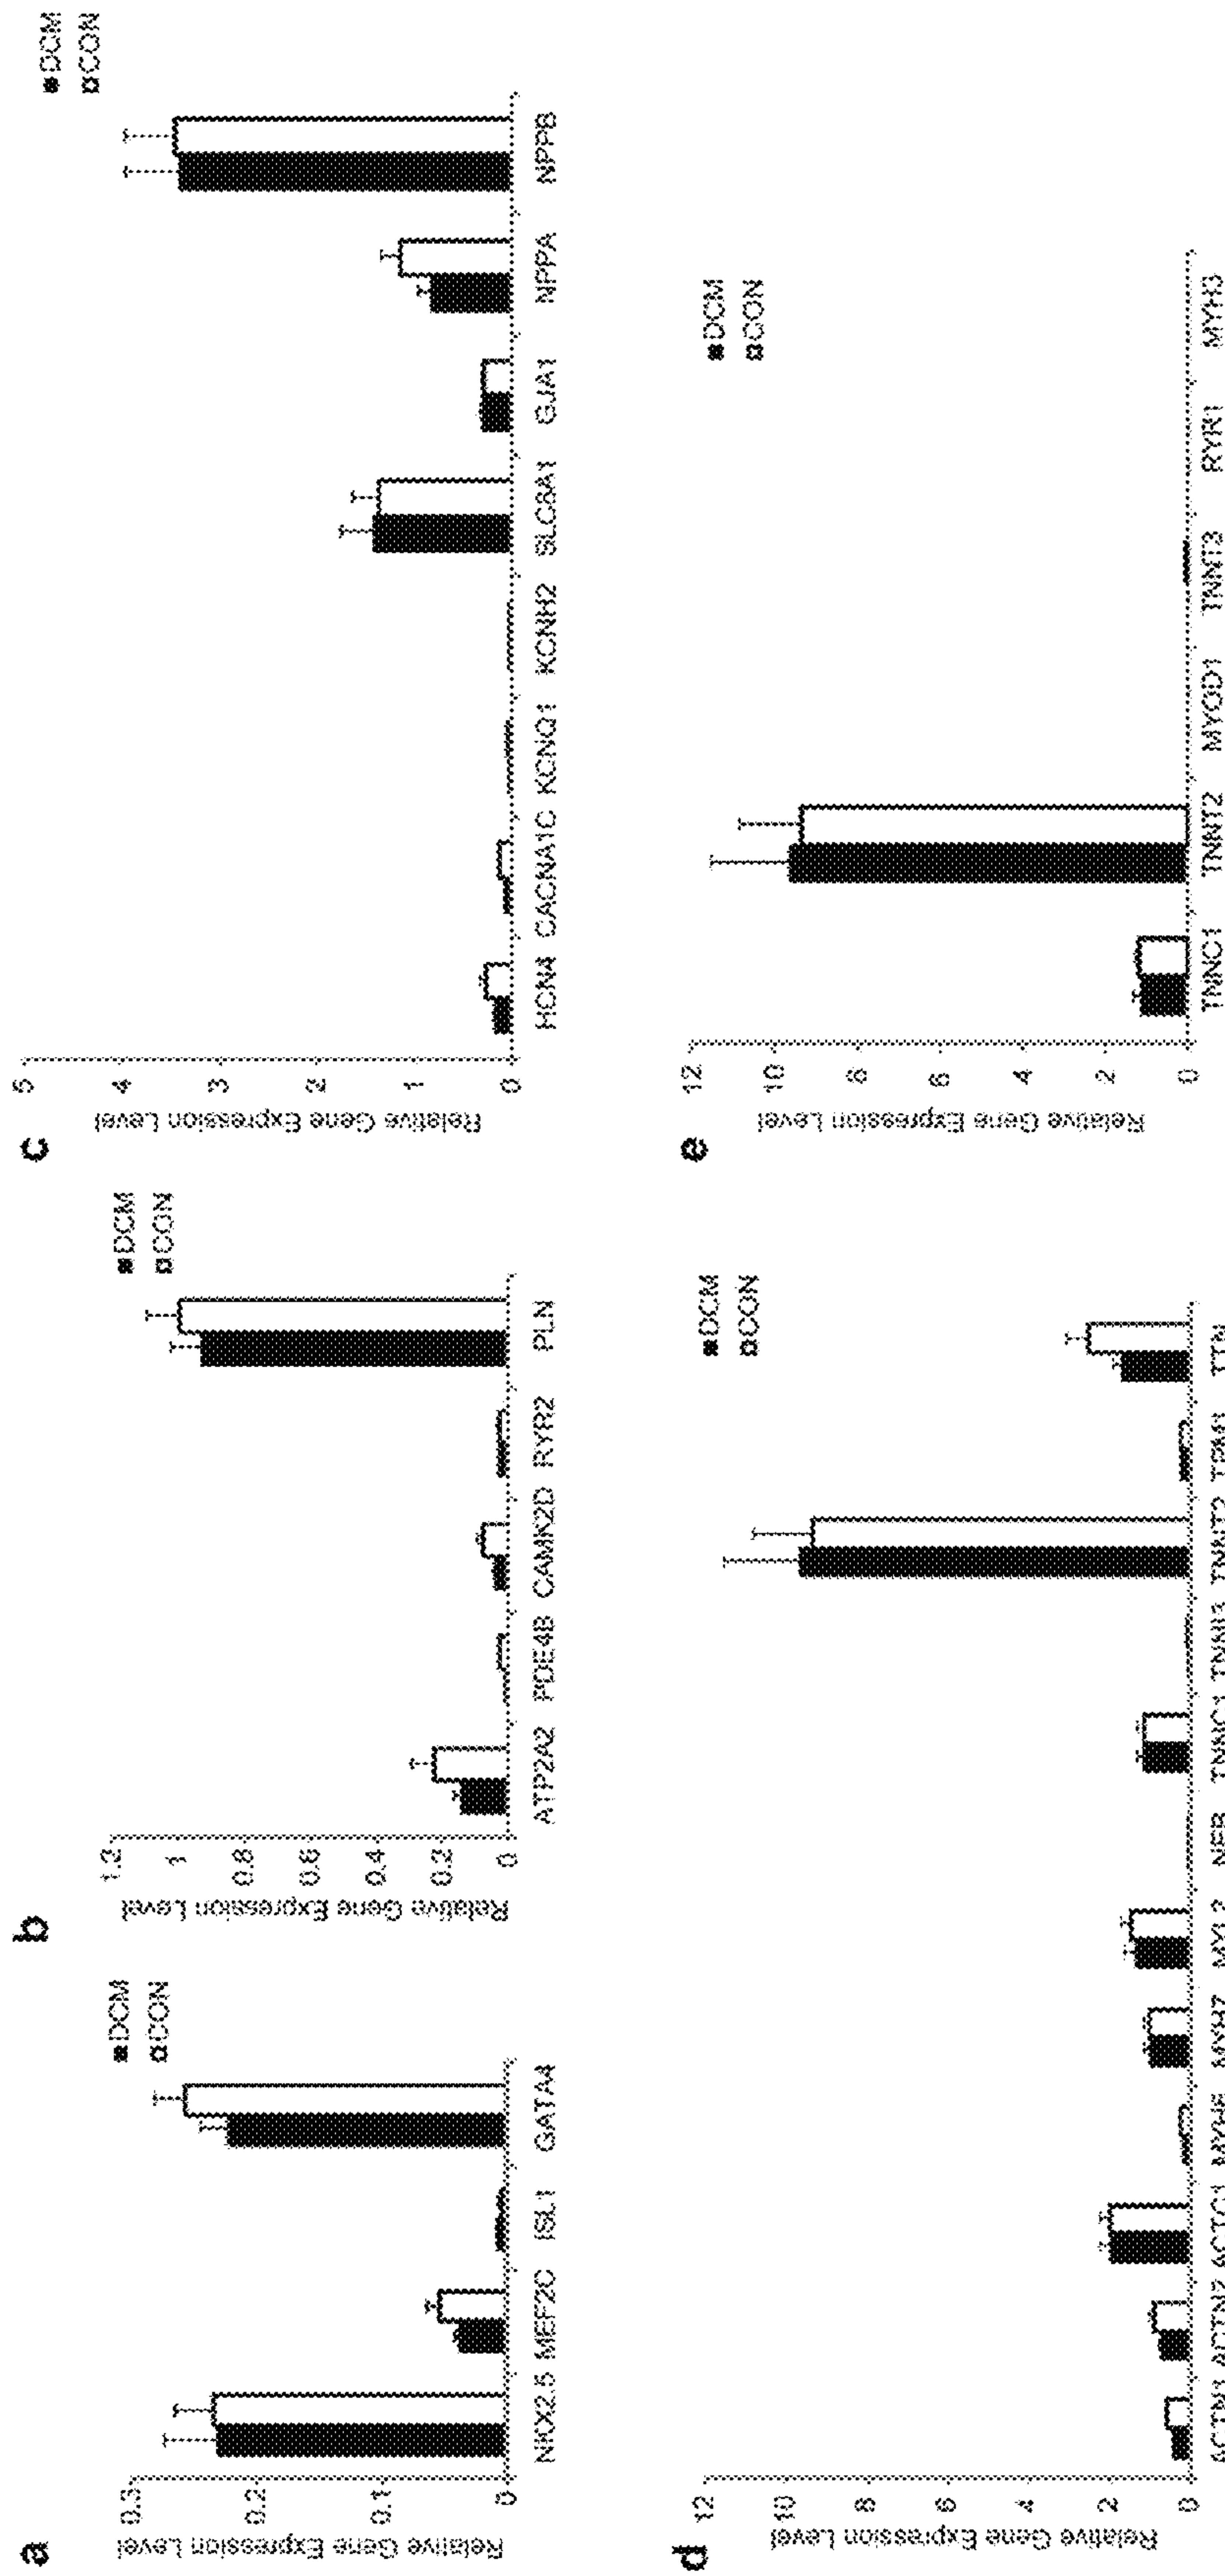 a
Relative Gene Expression Level
0.3
0.2
0.1
0
NKX2.5 MEF2C ISL1 GATA4
DCM
CON
b
Relative Gene Expression Level
1.2
1
0.8
0.6
0.4
0.2
0
ATP2A2 PDE4B CAMK2D RYR2 PLN
DCM
CON
c
Relative Gene Expression Level
5
4
3
2
1
0
HCN4 CACNA1C KCNQ1 KCNH2 SLC8A1 GJA1 NPPA NPPB
DCM
CON
d
Relative Gene Expression Level
12
10
8
6
4
2
0
ACTN2 ACTC1 MYH6 MYH7 MYL2 NEB TNNC1 TNNI3 TNNT2 TPM1 TTN
DCM
CON
e
Relative Gene Expression Level
12
10
8
6
4
2
0
TNNC1 TNNT2 MYOD1 TNNT3 RYR1 MYH3
DCM
CON